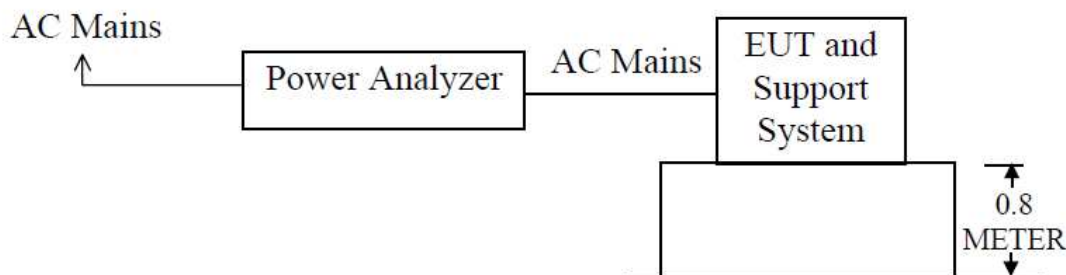 AC Mains
Power Analyzer
AC Mains
EUT and
Support
System
0.8
METER